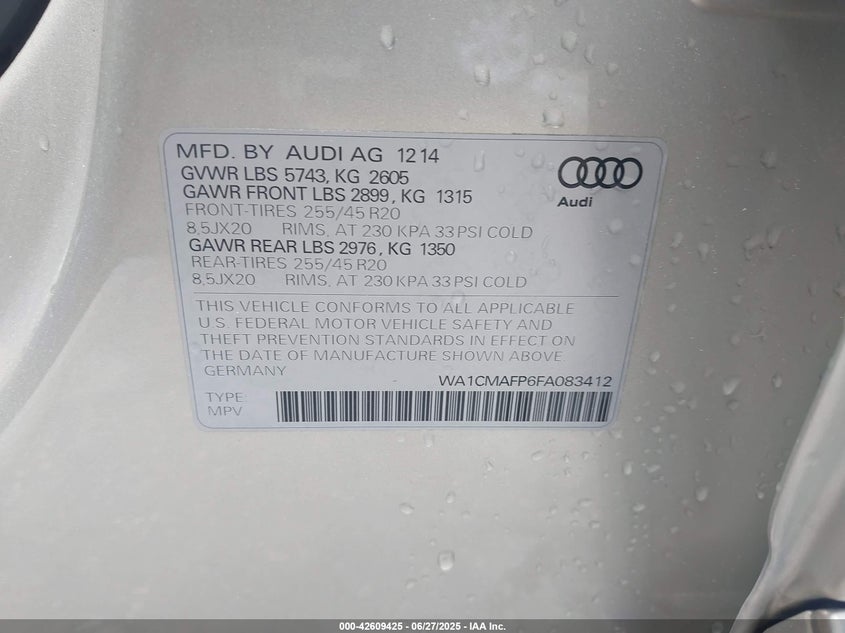 MFD. BY AUDI AG 12 14
GVWR LBS 5743, KG 2605
GAWR FRONT LBS 2899, KG 1315
FRONT-TIRES 255/45 R20
8,5JX20 RIMS, AT 230 KPA 33 PSI COLD
GAWR REAR LBS 2976, KG 1350
REAR-TIRES 255/45 R20
8,5JX20 RIMS, AT 230 KPA 33 PSI COLD
Audi
THIS VEHICLE CONFORMS TO ALL APPLICABLE
U.S. FEDERAL MOTOR VEHICLE SAFETY AND
THEFT PREVENTION STANDARDS IN EFFECT ON
THE DATE OF MANUFACTURE SHOWN ABOVE.
GERMANY
WA1CMAFP6FA083412
TYPE:
MPV
000-42609425 | 06/27/2025 - IAA Inc.